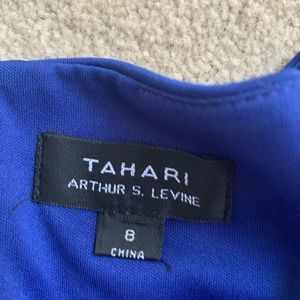 TAHARI
ARTHUR S. LEVINE
8
CHINA